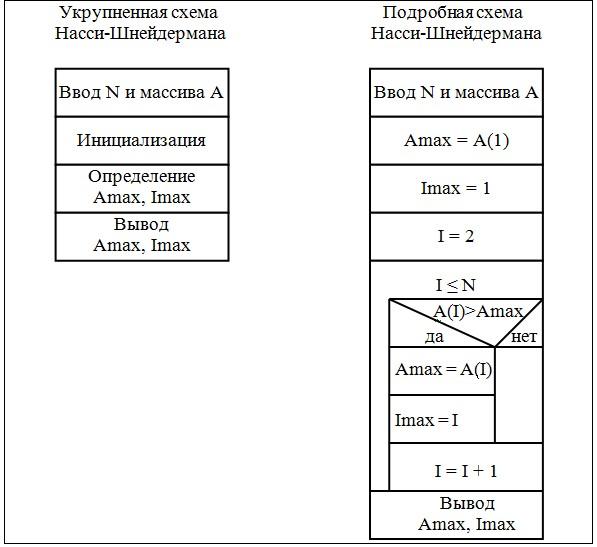 Укрупненная схема
Насси-Шнейдермана
Ввод N и массива A
Инициализация
Определение
Amax, Imax
Вывод
Amax, Imax
Подробная схема
Насси-Шнейдермана
Ввод N и массива A
Amax = A(1)
Imax = 1
I = 2
I ≤ N
A(I)>Amax
да нет
Amax = A(I)
Imax = I
I = I + 1
Вывод
Amax, Imax